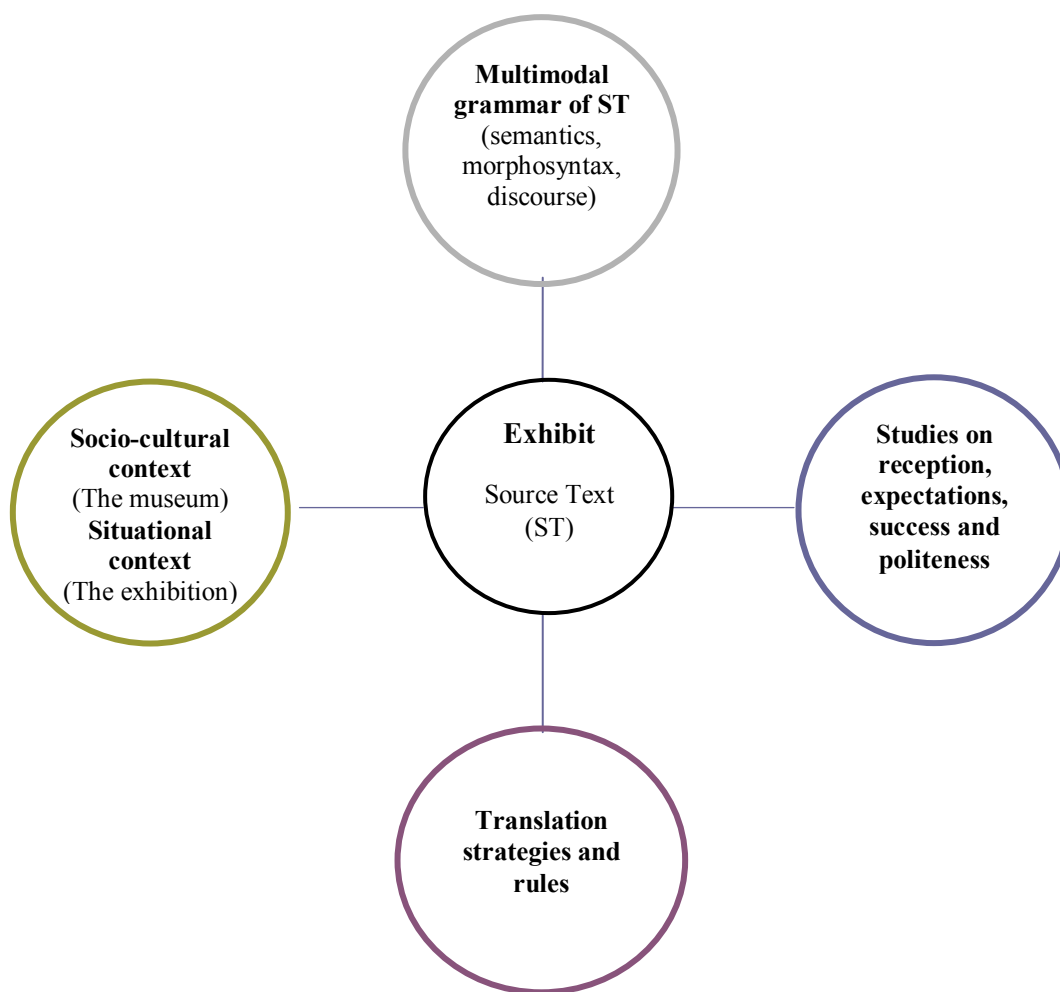 Multimodal
grammar of ST
(semantics,
morphosyntax,
discourse)
Socio-cultural
context
(The museum)
Situational
context
(The exhibition)
Exhibit
Source Text
(ST)
Studies on
reception,
expectations,
success and
politeness
Translation
strategies and
rules